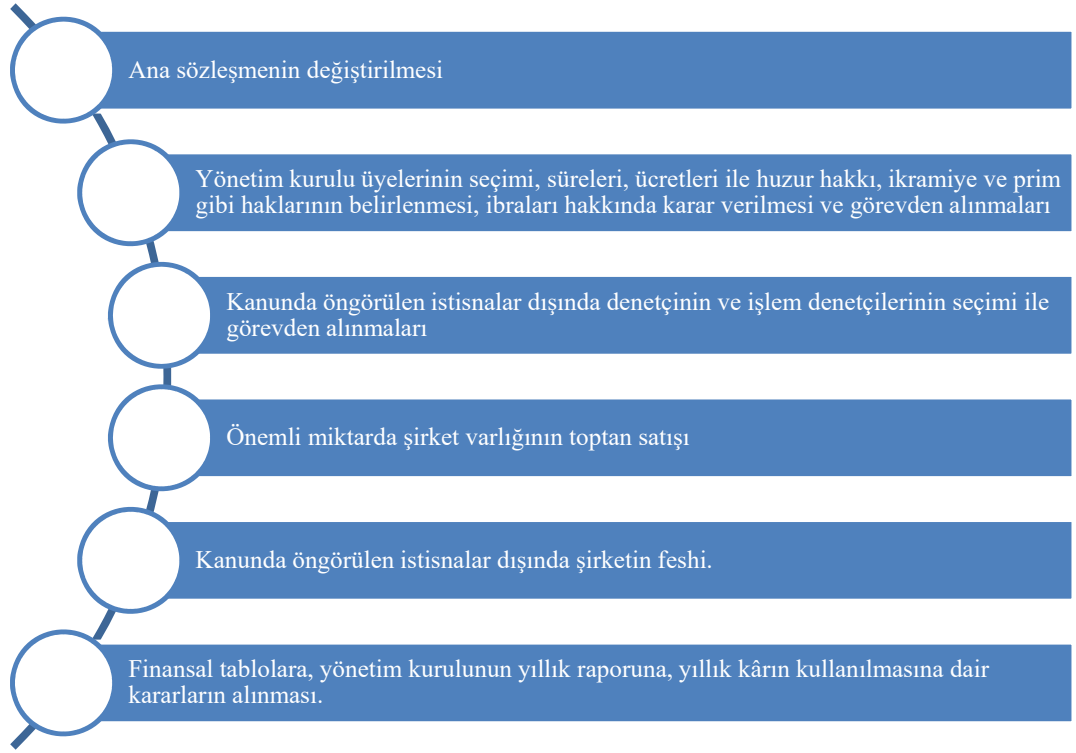 Ana sözleşmenin değiştirilmesi
Yönetim kurulu üyelerinin seçimi, süreleri, ücretleri ile huzur hakkı, ikramiye ve prim
gibi haklarının belirlenmesi, ibraları hakkında karar verilmesi ve görevden alınmaları
Kanunda öngörülen istisnalar dışında denetçinin ve işlem denetçilerinin seçimi ile
görevden alınmaları
Önemli miktarda şirket varlığının toptan satışı
Kanunda öngörülen istisnalar dışında şirketin feshi.
Finansal tablolara, yönetim kurulunun yıllık raporuna, yıllık kârın kullanılmasına dair
kararların alınması.